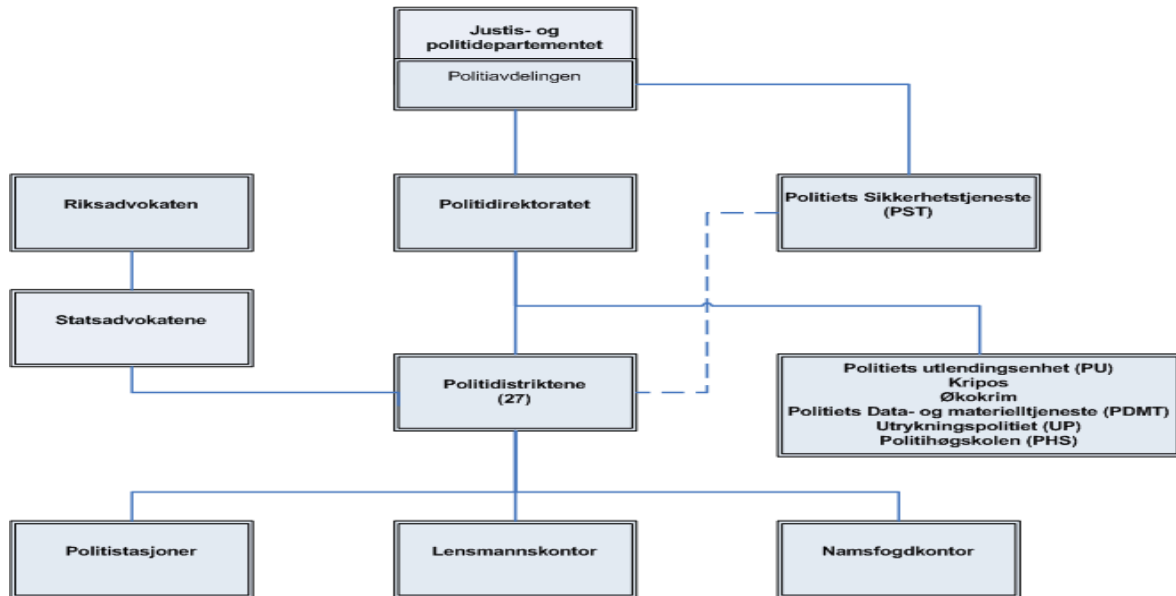 Justis- og
politidepartementet
Politiavdelingen
Riksadvokaten
Politidirektoratet
Politiets Sikkerhetstjeneste
(PST)
Statsadvokatene
Politidistriktene
(27)
Politiets utlendingsenhet (PU)
Kripos
Økokrim
Politiets Data- og materielltjeneste (PDMT)
Utrykningspolitiet (UP)
Politihøgskolen (PHS)
Politistasjoner
Lensmannskontor
Namsfogdkontor